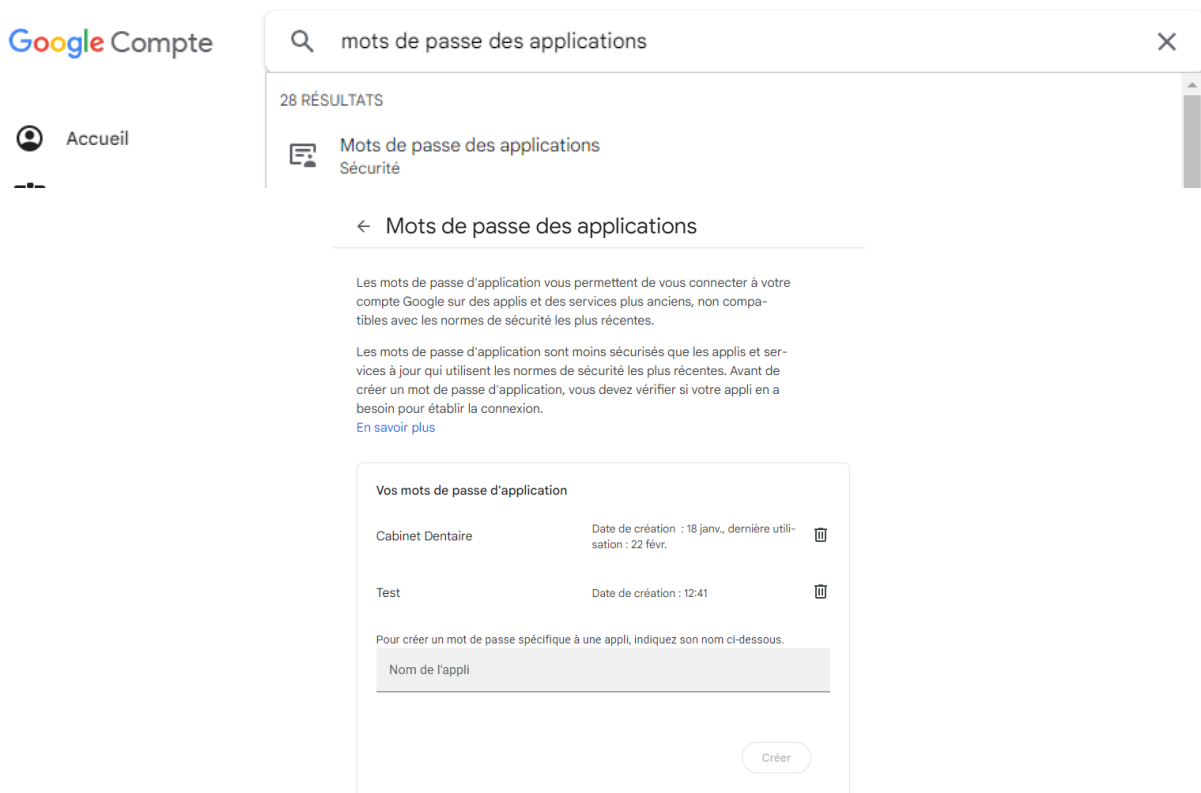 Google Compte
mots de passe des applications
28 RÉSULTATS
Accueil
Mots de passe des applications
Sécurité
Mots de passe des applications
Les mots de passe d'application vous permettent de vous connecter à votre
compte Google sur des applis et des services plus anciens, non compa-
tibles avec les normes de sécurité les plus récentes.
Les mots de passe d'application sont moins sécurisés que les applis et ser-
vices à jour qui utilisent les normes de sécurité les plus récentes. Avant de
créer un mot de passe d'application, vous devez vérifier si votre appli en a
besoin pour établir la connexion.
En savoir plus
Vos mots de passe d'application
Cabinet Dentaire
Date de création : 18 janv., dernière utili-
sation : 22 févr.
Test
Date de création : 12:41
Pour créer un mot de passe spécifique à une appli, indiquez son nom ci-dessous.
Nom de l'appli
Créer